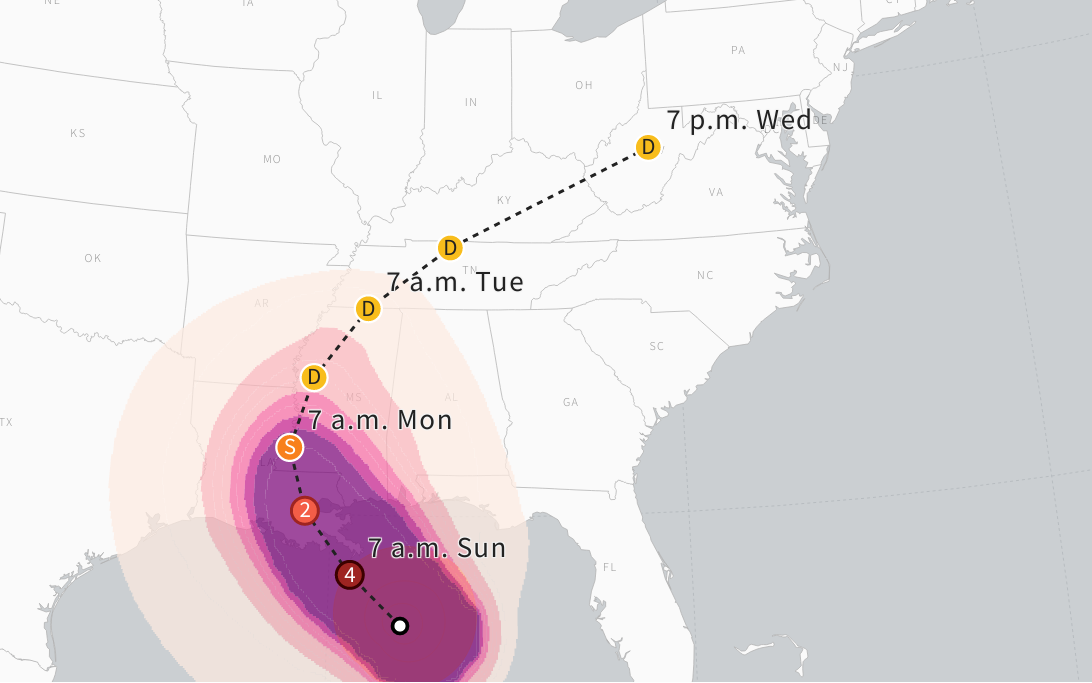 NE
IA
CT
PA
NJ
OH
IL
IN
7 p.m. Wed
DE
KS
D
MO
VA
KY
D
OK
TN
NC
7 a.m. Tue
AR
D
SC
D
MS
AL
GA
TX
7 a.m. Mon
S
2
7 a.m. Sun
FL
4